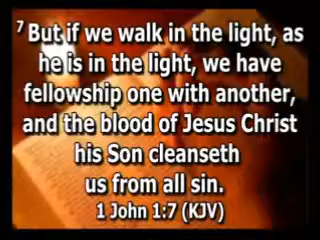 7 But if we walk in the light, as
he is in the light, we have
fellowship one with another,
and the blood of Jesus Christ
his Son cleanseth
us from all sin.
1 John 1:7 (KJV)